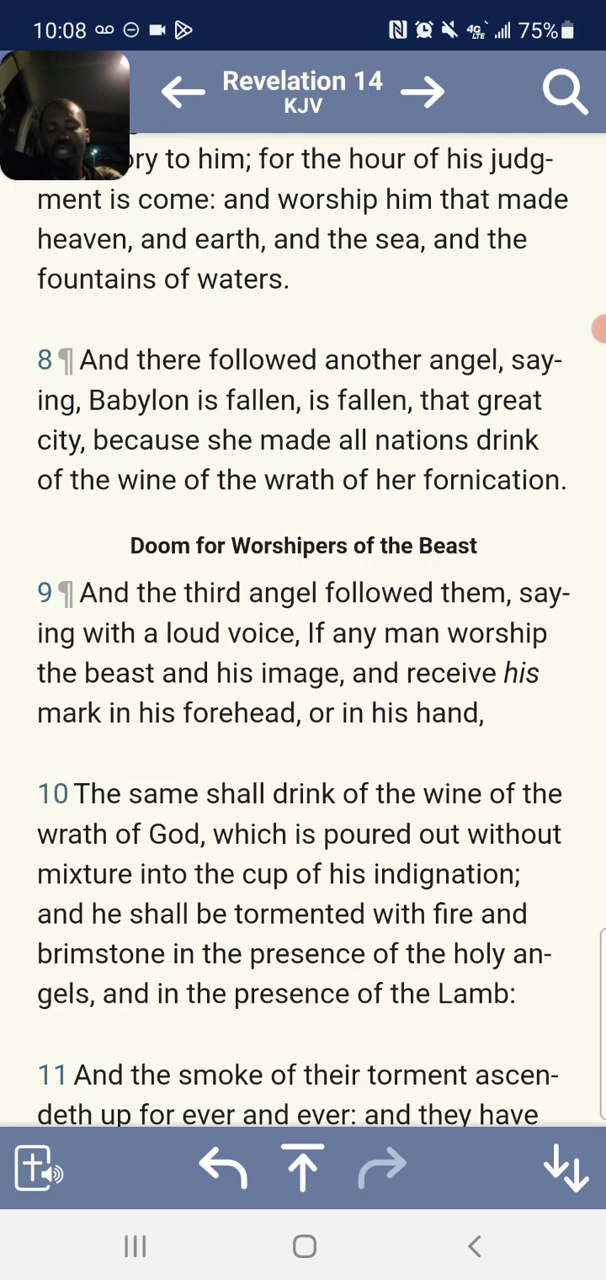 10:08
4G LTE 75%
Revelation 14
KJV
ory to him; for the hour of his judg-
ment is come: and worship him that made
heaven, and earth, and the sea, and the
fountains of waters.
8 ¶ And there followed another angel, say-
ing, Babylon is fallen, is fallen, that great
city, because she made all nations drink
of the wine of the wrath of her fornication.
Doom for Worshipers of the Beast
9 ¶ And the third angel followed them, say-
ing with a loud voice, If any man worship
the beast and his image, and receive his
mark in his forehead, or in his hand,
10 The same shall drink of the wine of the
wrath of God, which is poured out without
mixture into the cup of his indignation;
and he shall be tormented with fire and
brimstone in the presence of the holy an-
gels, and in the presence of the Lamb:
11 And the smoke of their torment ascen-
deth up for ever and ever: and they have